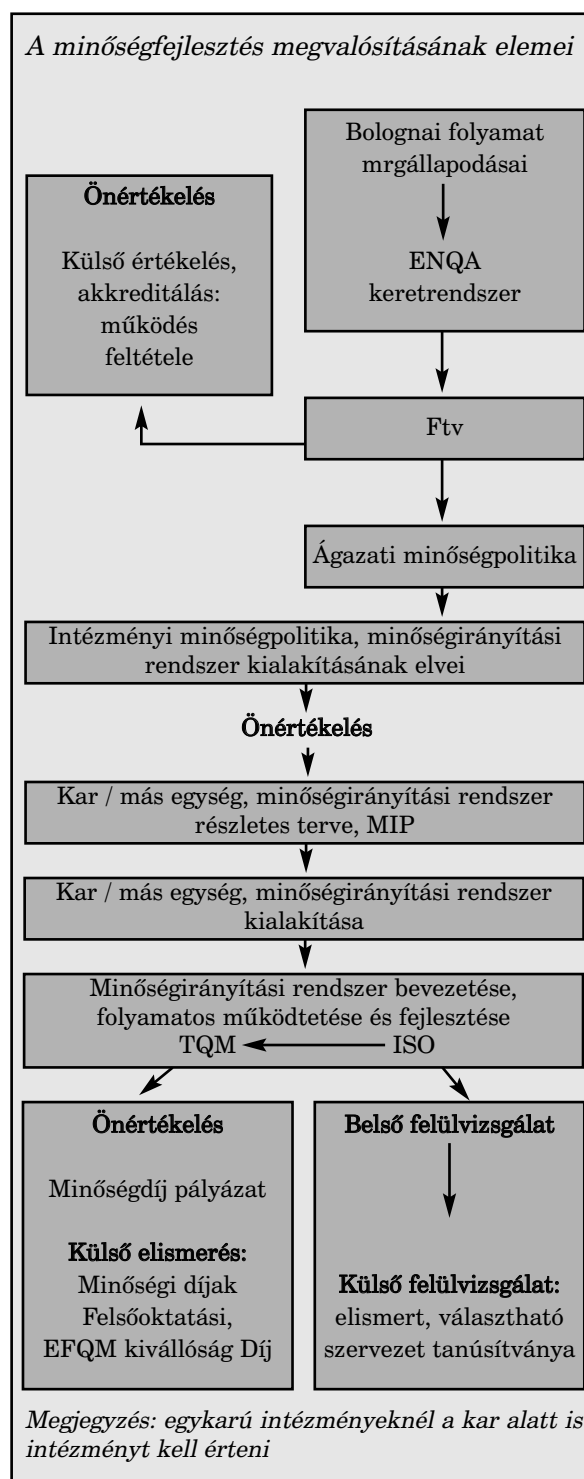 A minőségfejlesztés megvalósításának elemei
Bolognai folyamat
mrgállapodásai
ENQA
keretrendszer
Önértékelés
Külső értékelés,
akkreditálás:
működés
feltétele
Ftv
Ágazati minőségpolitika
Intézményi minőségpolitika, minőségirányítási
rendszer kialakításának elvei
Önértékelés
Kar / más egység, minőségirányítási rendszer
részletes terve, MIP
Kar / más egység, minőségirányítási rendszer
kialakítása
Minőségirányítási rendszer bevezetése,
folyamatos működtetése és fejlesztése
TQM ISO
Önértékelés
Minőségdíj pályázat
Külső elismerés:
Minőségi díjak
Felsőoktatási,
EFQM kivállóság Díj
Belső felülvizsgálat
Külső felülvizsgálat:
elismert, választható
szervezet tanúsítványa
Megjegyzés: egykarú intézményeknél a kar alatt is
intézményt kell érteni